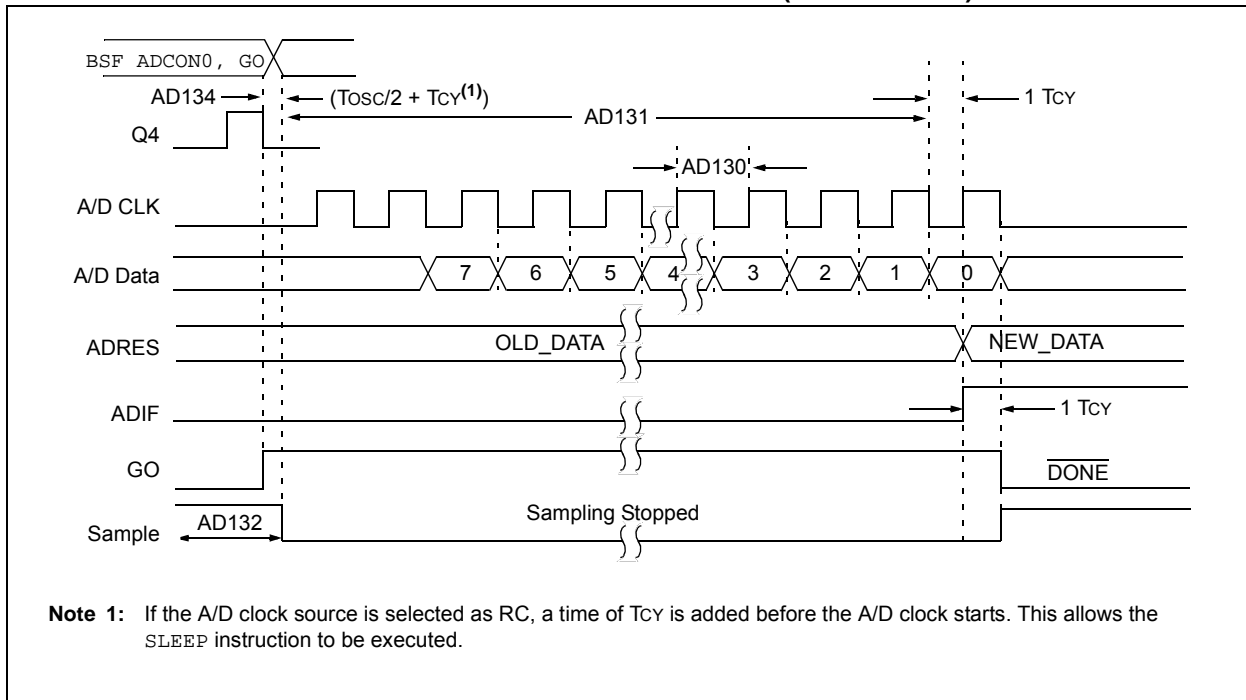 BSF ADCON0, GO
AD134
(TOSC/2 + TCY(1))
1 TCY
AD131
Q4
AD130
A/D CLK
A/D Data
7 6 5 4 3 2 1 0
ADRES
OLD_DATA
NEW_DATA
ADIF
1 TCY
GO
DONE
Sample
AD132
Sampling Stopped
Note 1: If the A/D clock source is selected as RC, a time of TCY is added before the A/D clock starts. This allows the
SLEEP instruction to be executed.